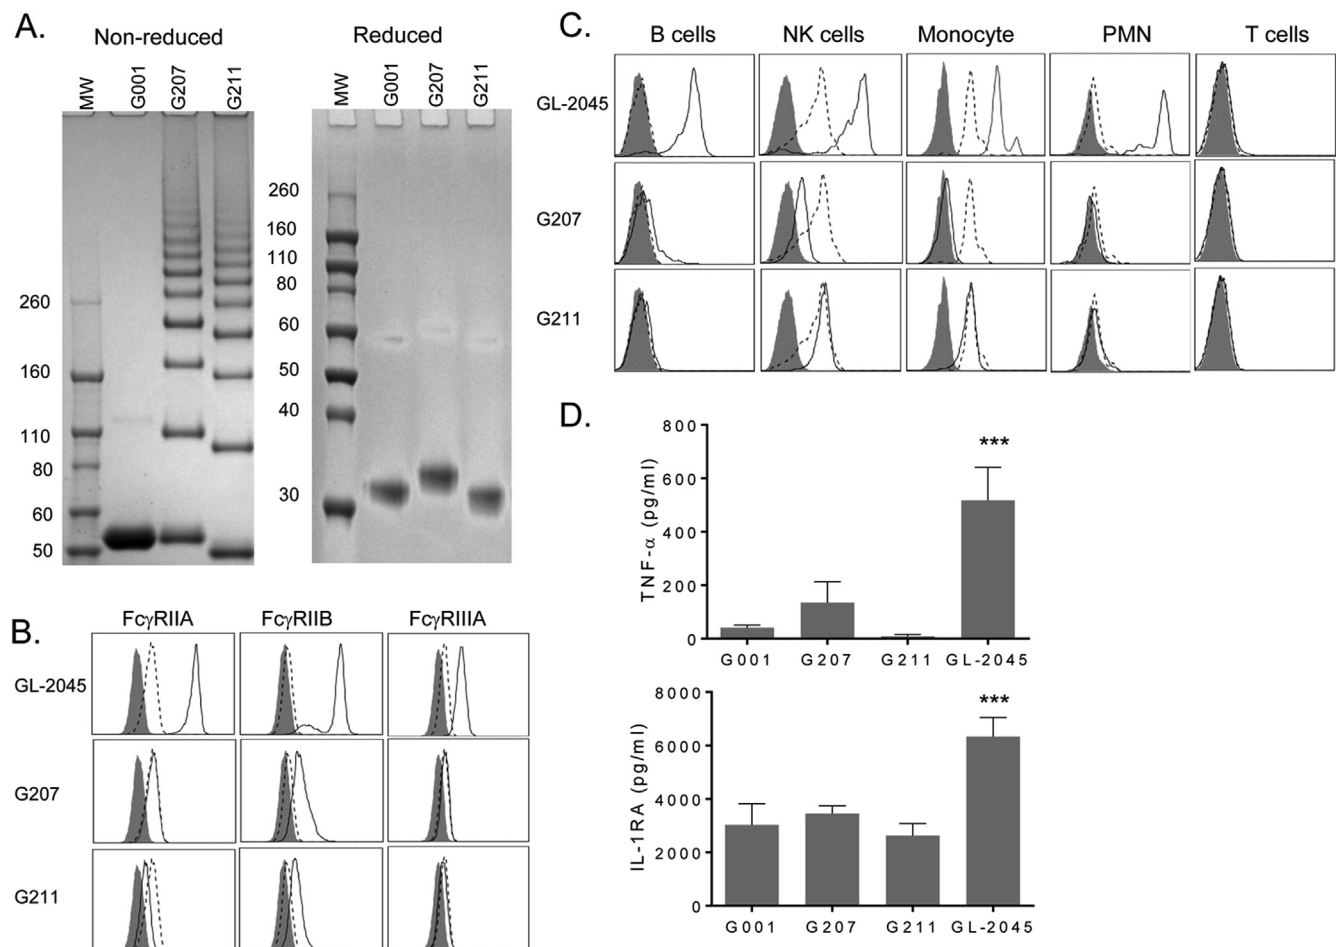 A.
Non-reduced
Reduced
MW
G001
G207
G211
MW
G001
G207
G211
260
160
110
80
60
50
260
160
110
80
60
50
40
30
B.
FcγRIIA
FcγRIIB
FcγRIIIA
GL-2045
G207
G211
C.
B cells
NK cells
Monocyte
PMN
T cells
GL-2045
G207
G211
D.
TNF-α (pg/ml)
800
600
400
200
0
***
G001
G207
G211
GL-2045
IL-1RA (pg/ml)
8000
6000
4000
2000
0
***
G001
G207
G211
GL-2045